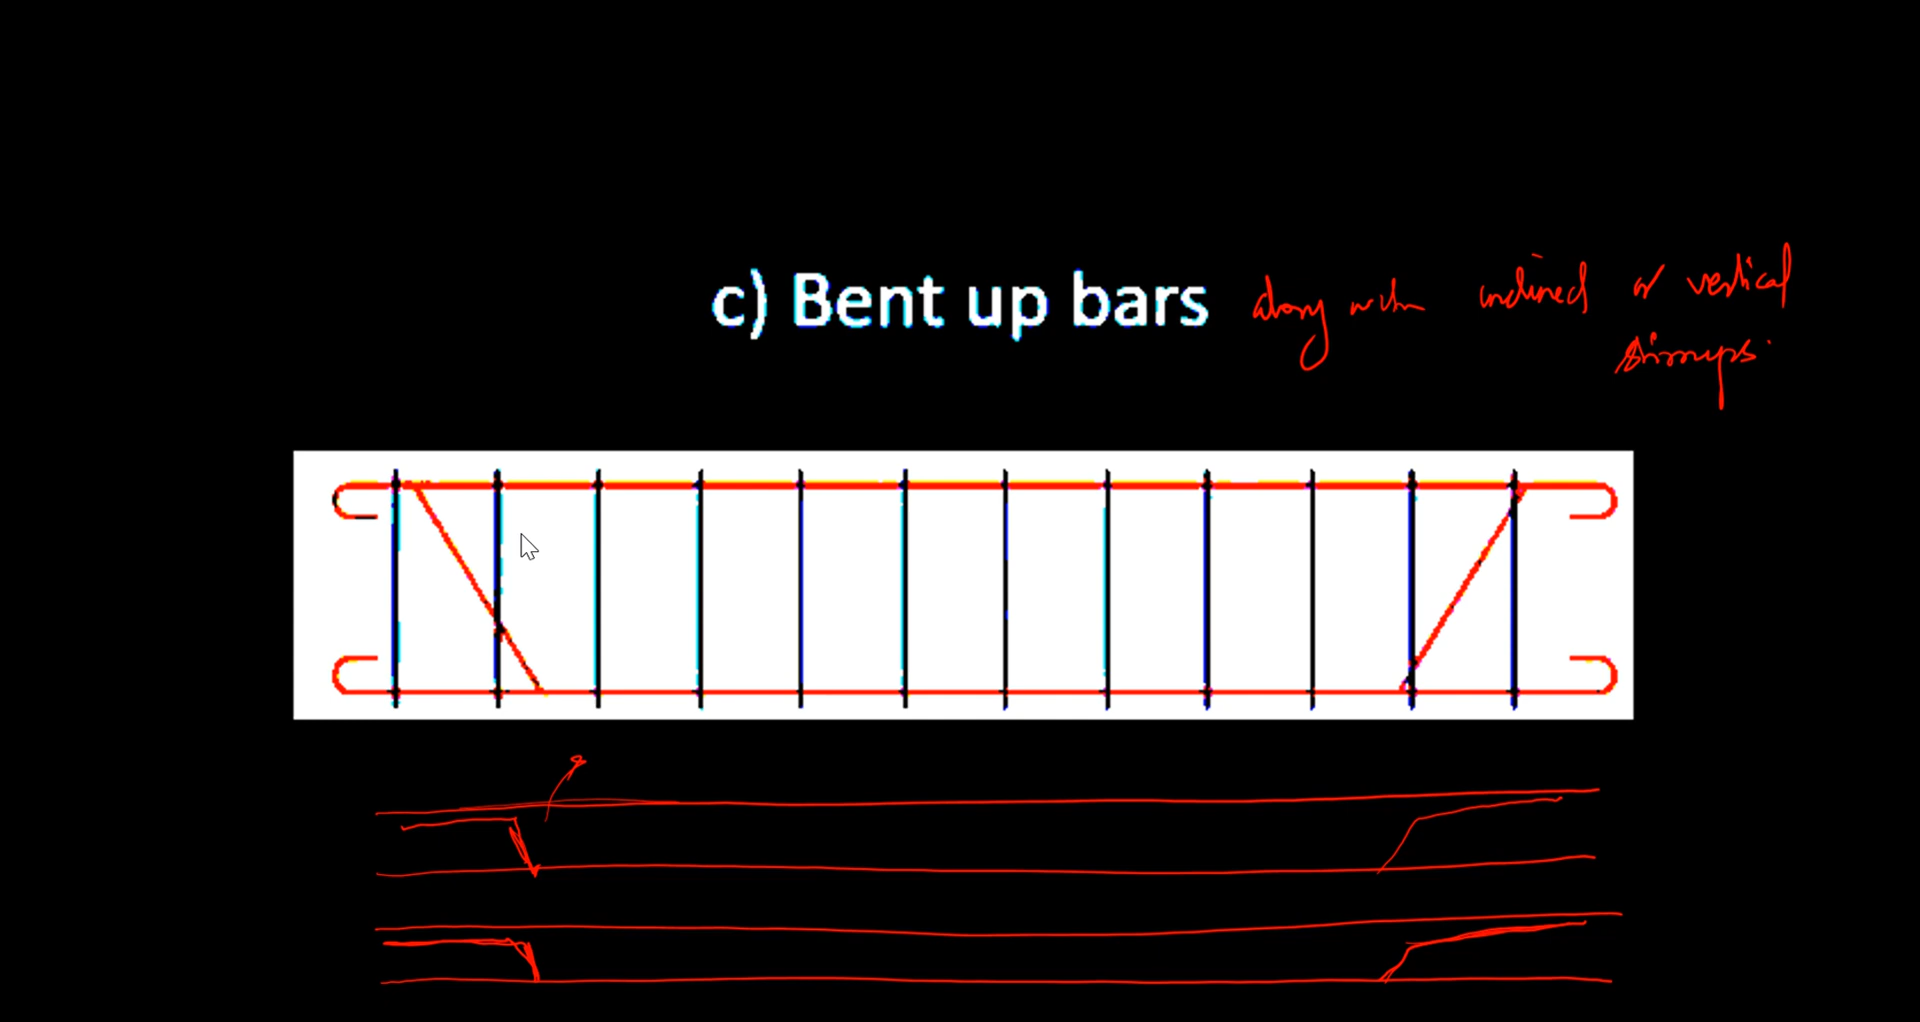 c) Bent up bars along with inclined or vertical
stirrups.